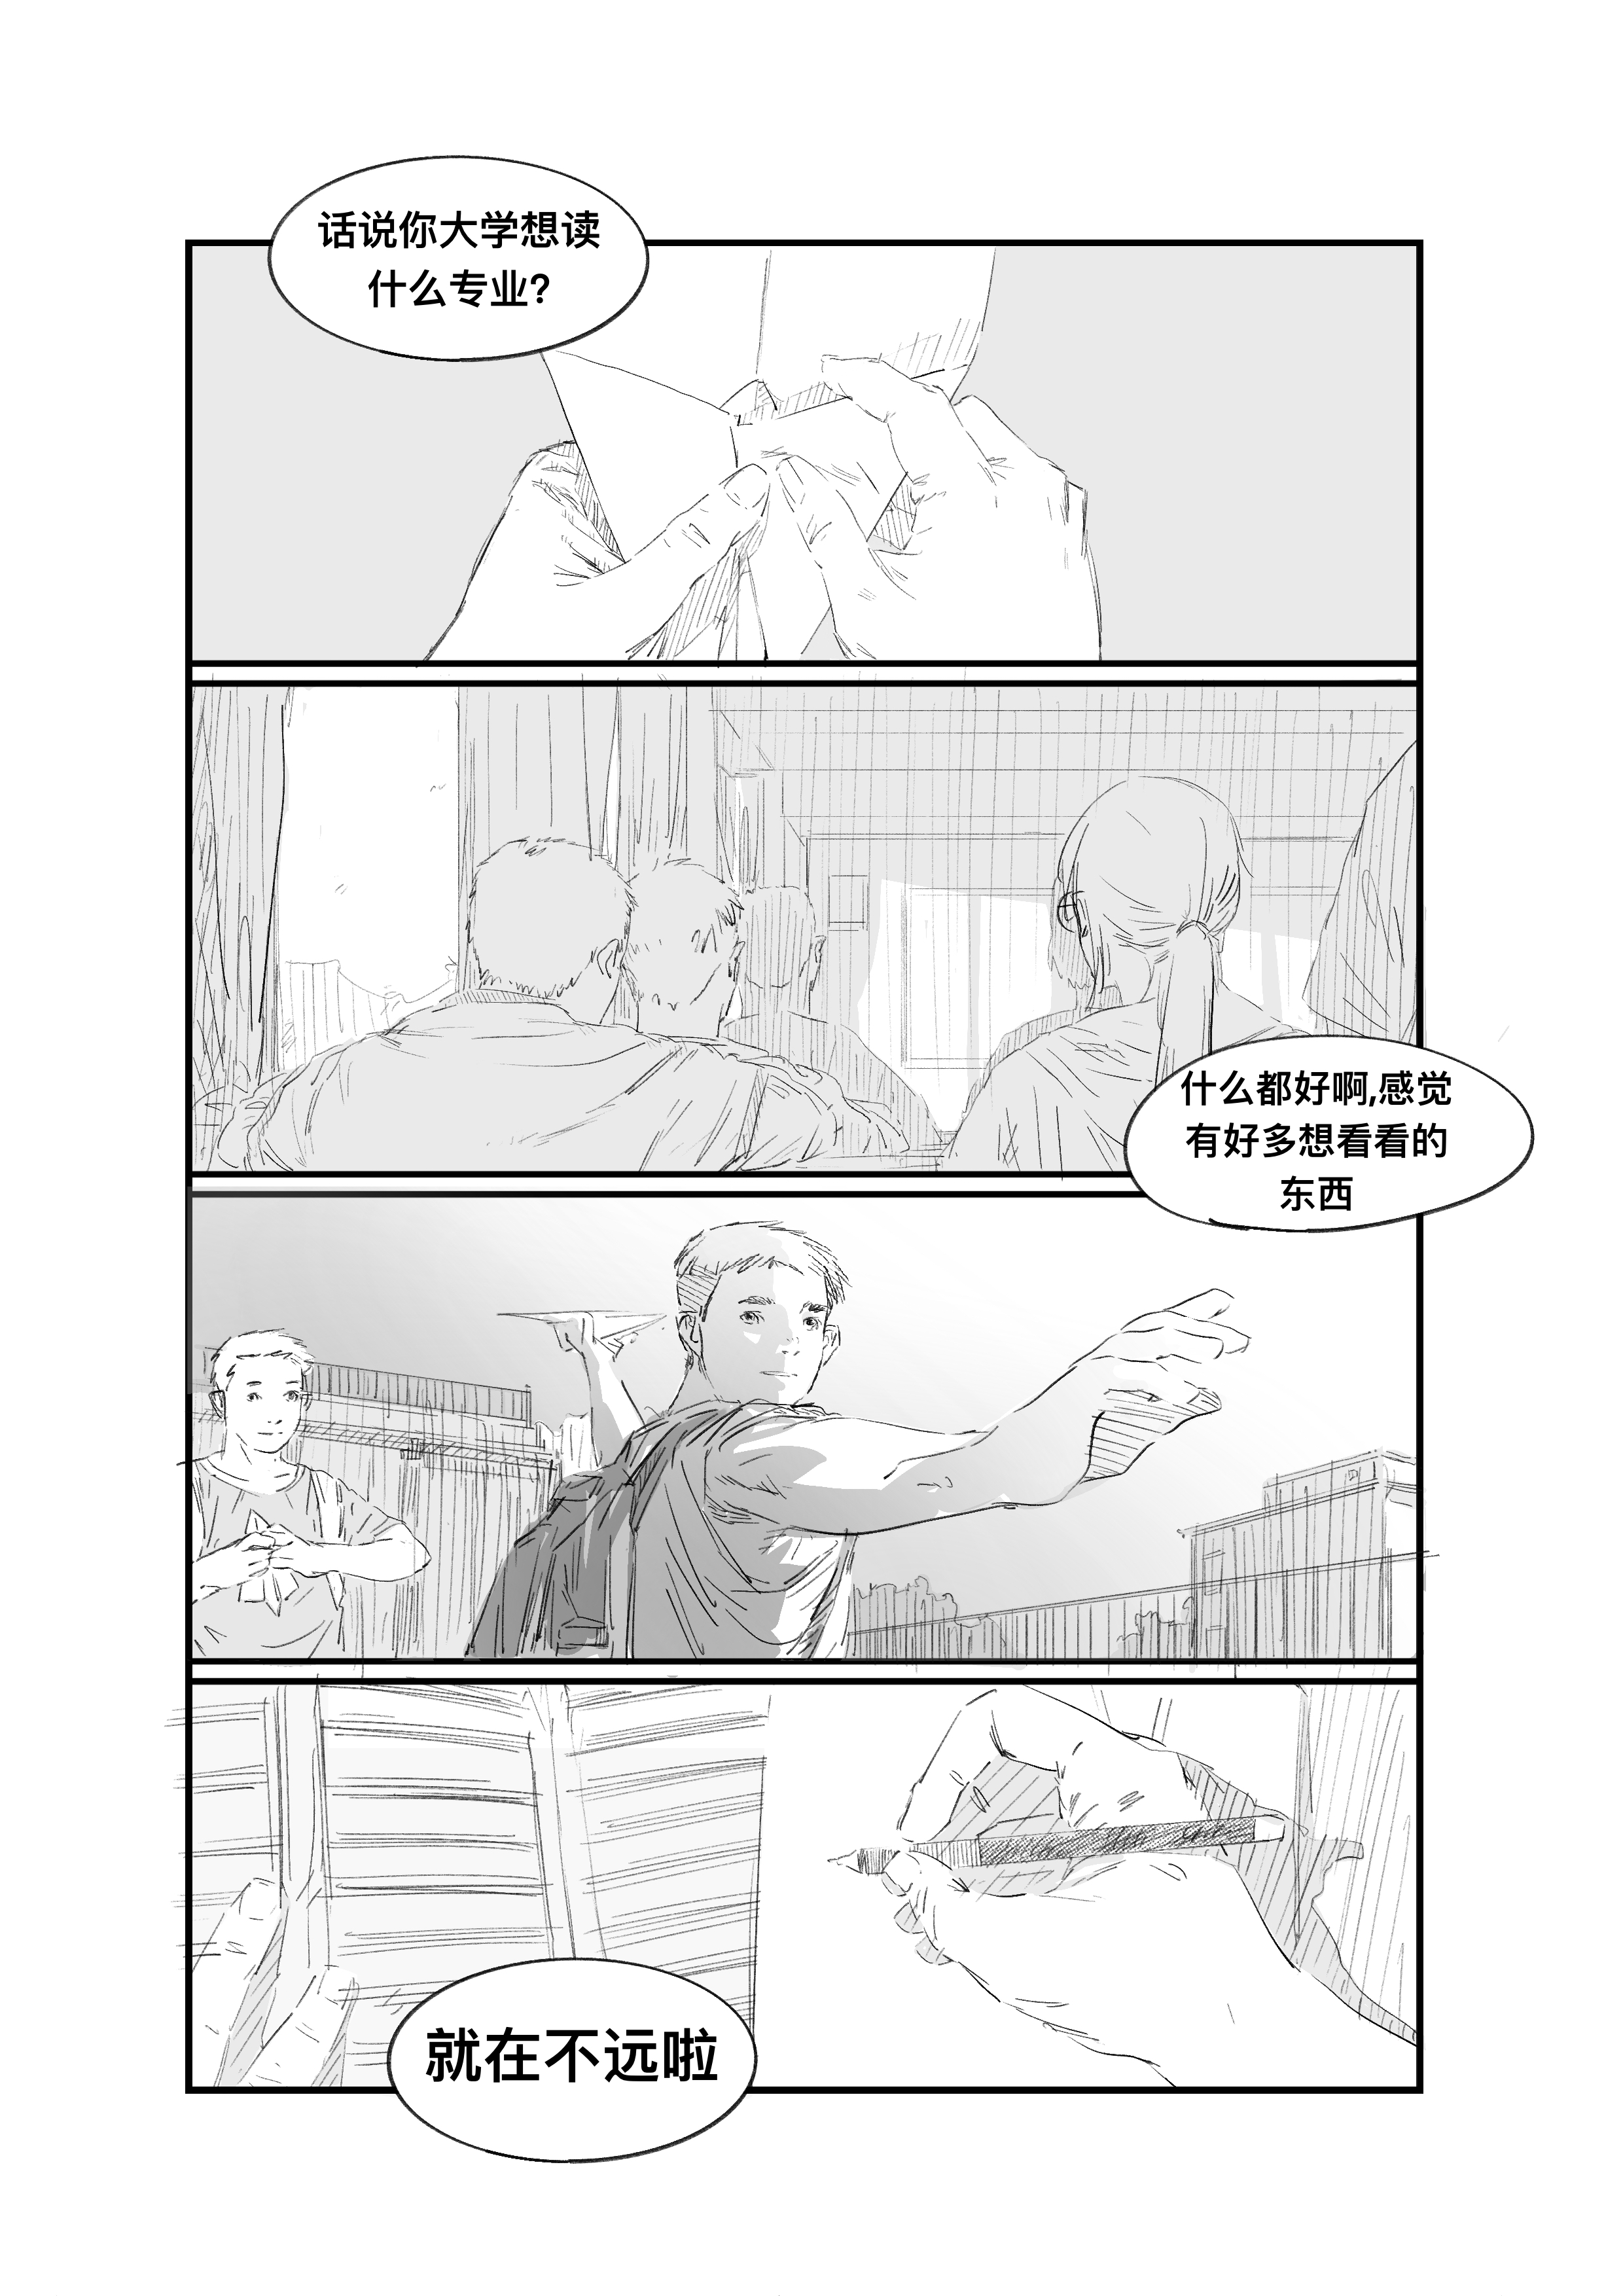 话说你大学想读
什么专业?
什么都好啊,感觉
有好多想看看的
东西
就在不远啦